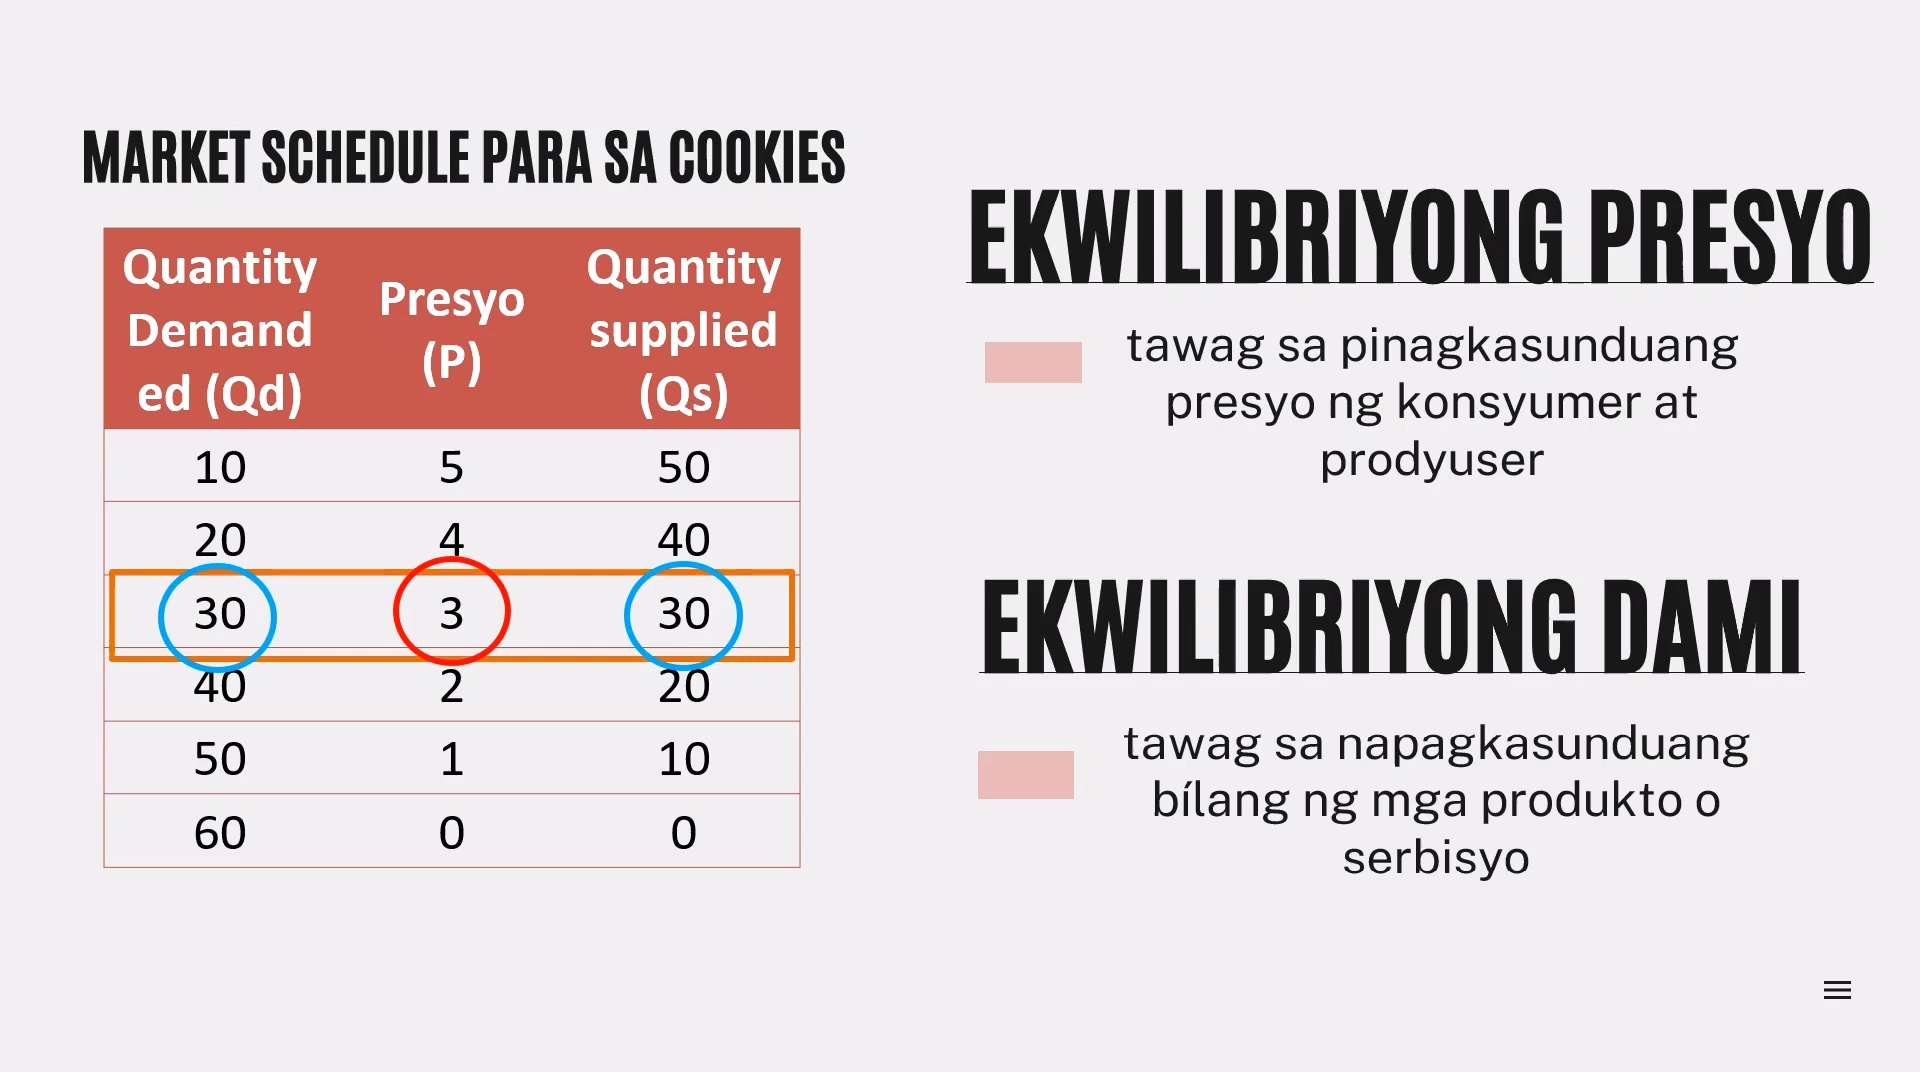 MARKET SCHEDULE PARA SA COOKIES
Quantity Demand ed (Qd) Presyo (P) Quantity supplied (Qs)
10 5 50
20 4 40
30 3 30
40 2 20
50 1 10
60 0 0
EKWILIBRIYONG PRESYO
tawag sa pinagkasunduang
presyo ng konsyumer at
prodyuser
EKWILIBRIYONG DAMI
tawag sa napagkasunduang
bílang ng mga produkto o
serbisyo